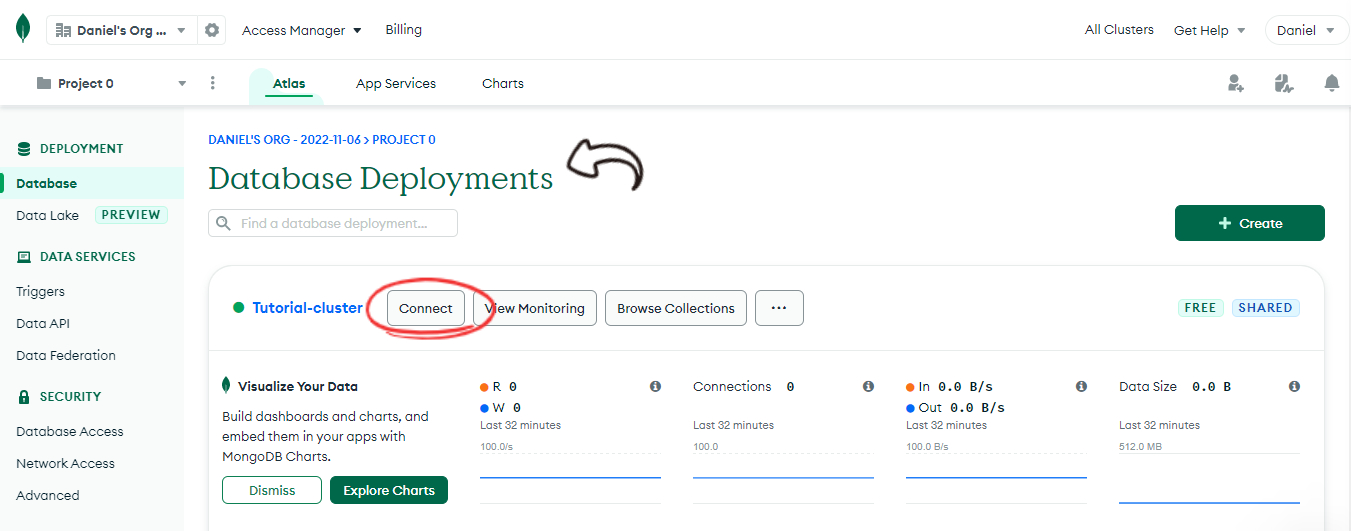 Daniel's Org ...
Access Manager
Billing
All Clusters
Get Help
Daniel
Project 0
Atlas
App Services
Charts
DEPLOYMENT
Database
Data Lake
PREVIEW
DATA SERVICES
Triggers
Data API
Data Federation
SECURITY
Database Access
Network Access
Advanced
DANIEL'S ORG - 2022-11-06 > PROJECT 0
Database Deployments
Find a database deployment...
+ Create
Tutorial-cluster
Connect
View Monitoring
Browse Collections
...
FREE
SHARED
Visualize Your Data
Build dashboards and charts, and
embed them in your apps with
MongoDB Charts.
Dismiss
Explore Charts
R 0
W 0
Last 32 minutes
100.0/s
Connections 0
Last 32 minutes
100.0
In 0.0 B/s
Out 0.0 B/s
Last 32 minutes
100.0 B/s
Data Size 0.0 B
Last 32 minutes
512.0 MB